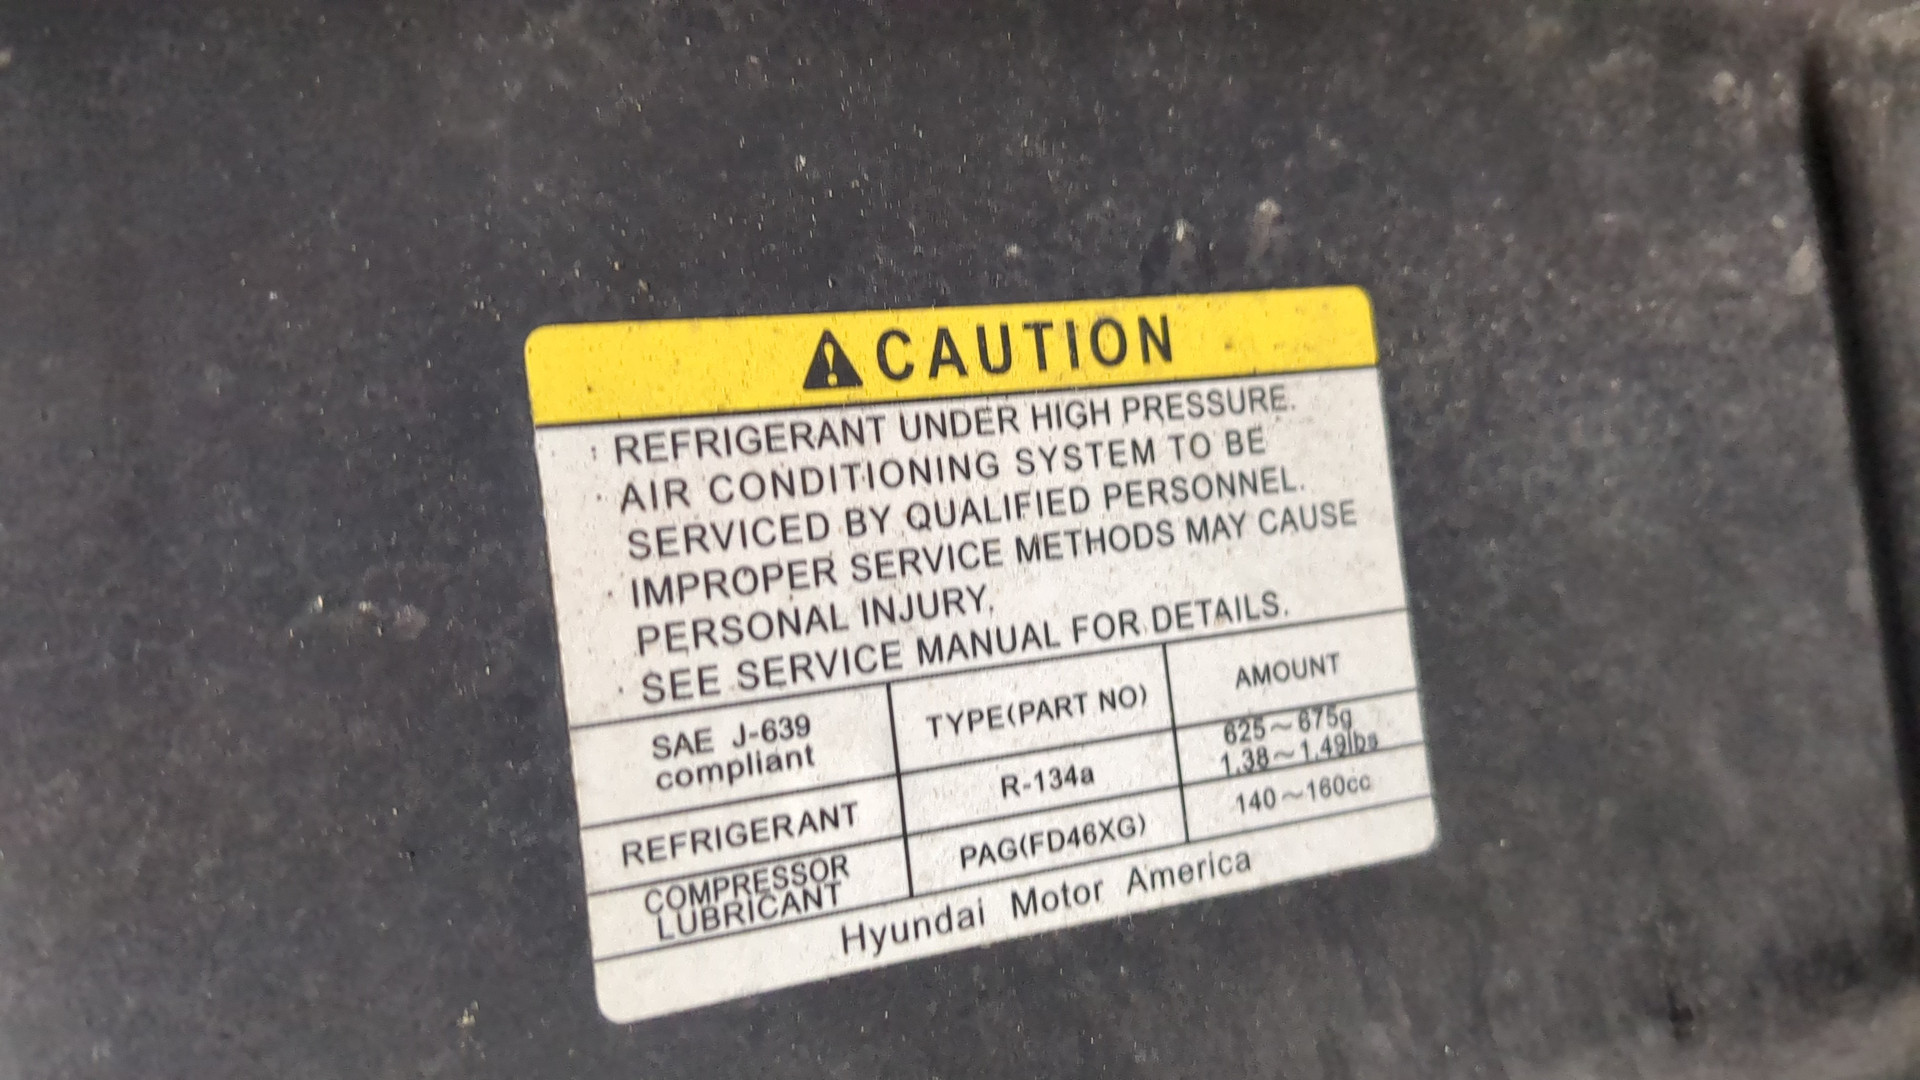 CAUTION
REFRIGERANT UNDER HIGH PRESSURE.
AIR CONDITIONING SYSTEM TO BE
SERVICED BY QUALIFIED PERSONNEL.
IMPROPER SERVICE METHODS MAY CAUSE
PERSONAL INJURY.
SEE SERVICE MANUAL FOR DETAILS.
SAE J-639
compliant
TYPE(PART NO)
AMOUNT
REFRIGERANT
R-134a
625～675g
1.38～1.49lbs
COMPRESSOR
LUBRICANT
PAG(FD46XG)
140～160cc
Hyundai Motor America